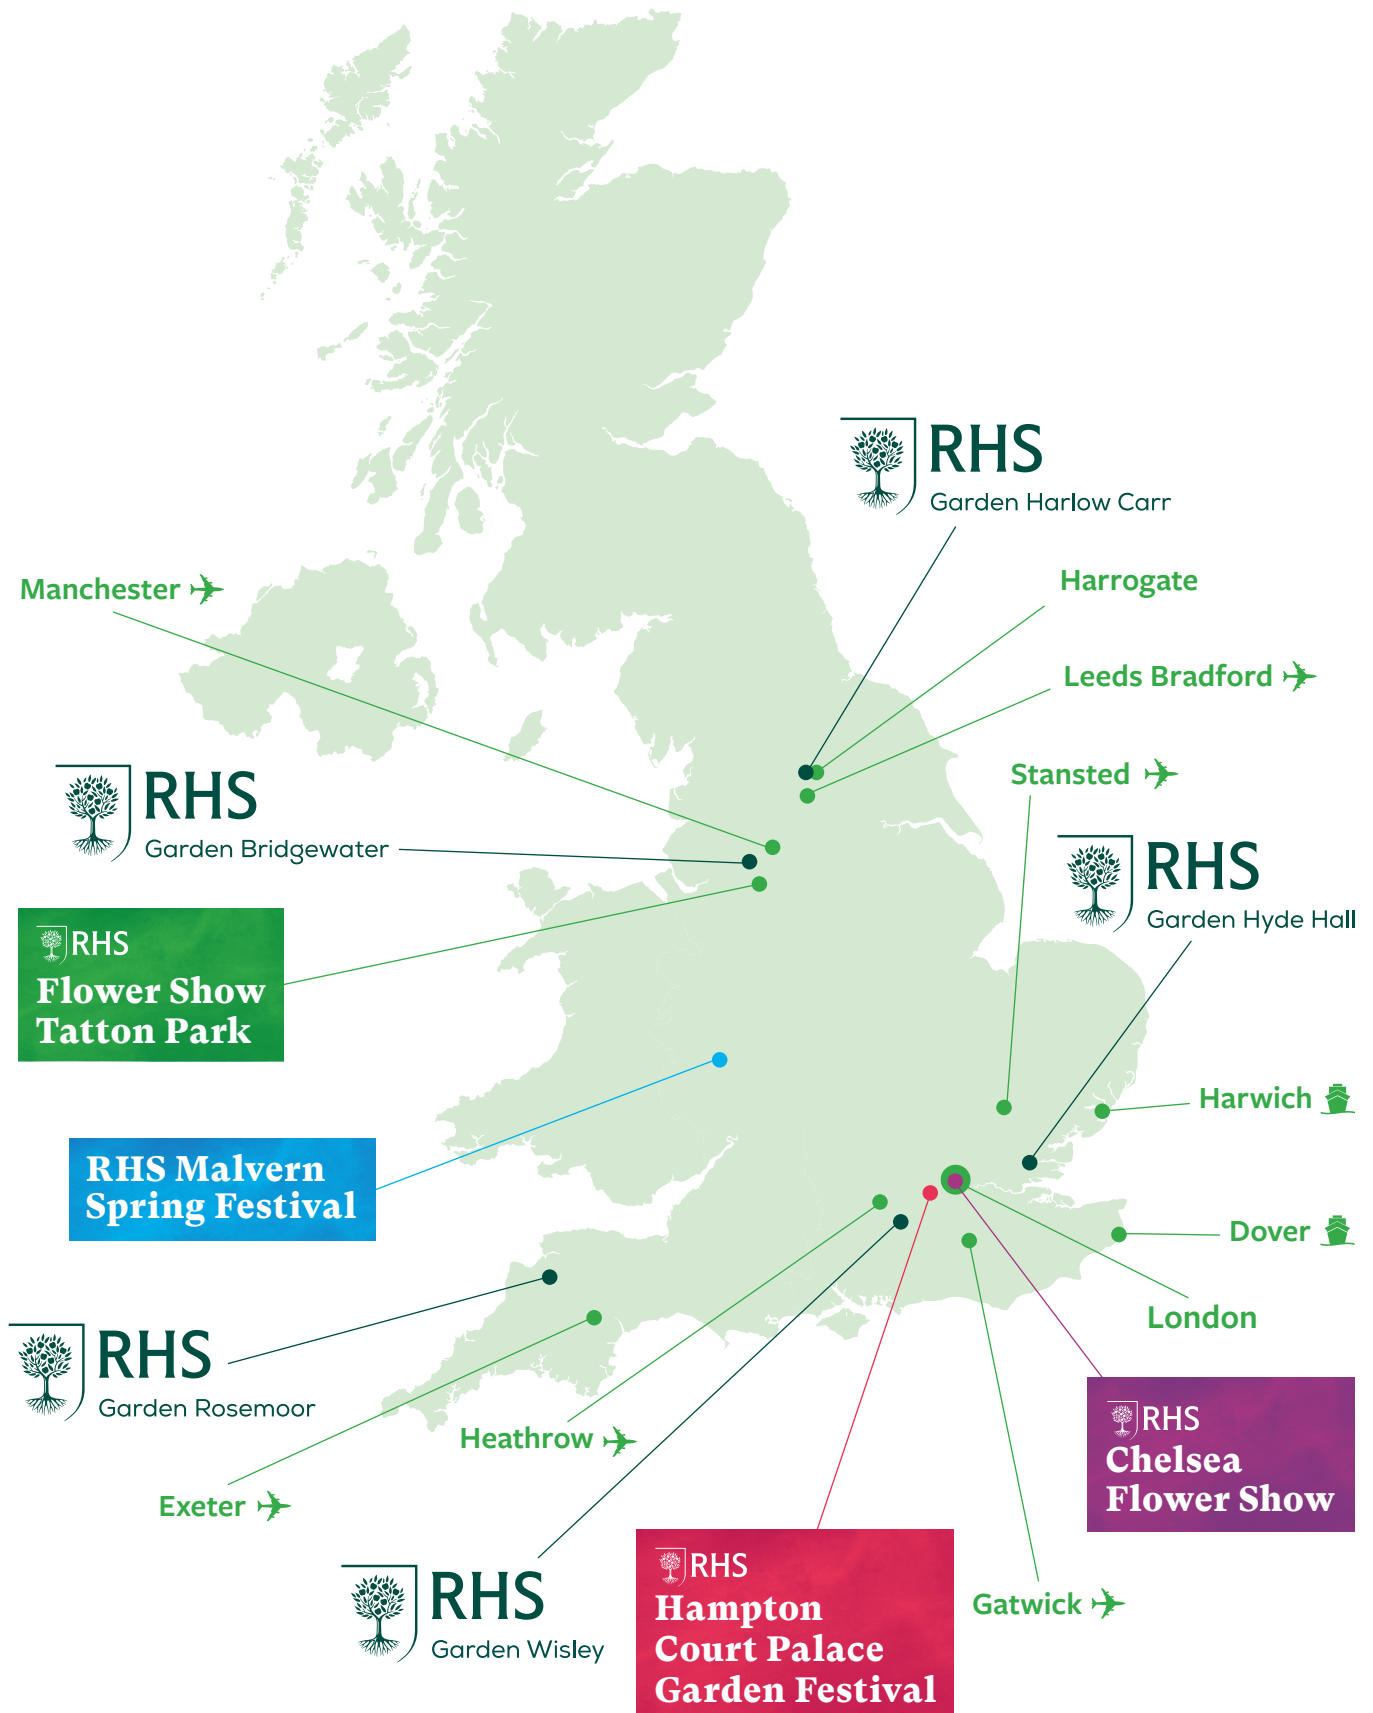 RHS
Garden Harlow Carr
Manchester
Harrogate
Leeds Bradford
Stansted
RHS
Garden Bridgewater
RHS
Garden Hyde Hall
RHS
Flower Show
Tatton Park
Harwich
RHS Malvern
Spring Festival
Dover
London
RHS
Garden Rosemoor
Heathrow
Exeter
RHS
Chelsea
Flower Show
RHS
Garden Wisley
RHS
Hampton
Court Palace
Garden Festival
Gatwick